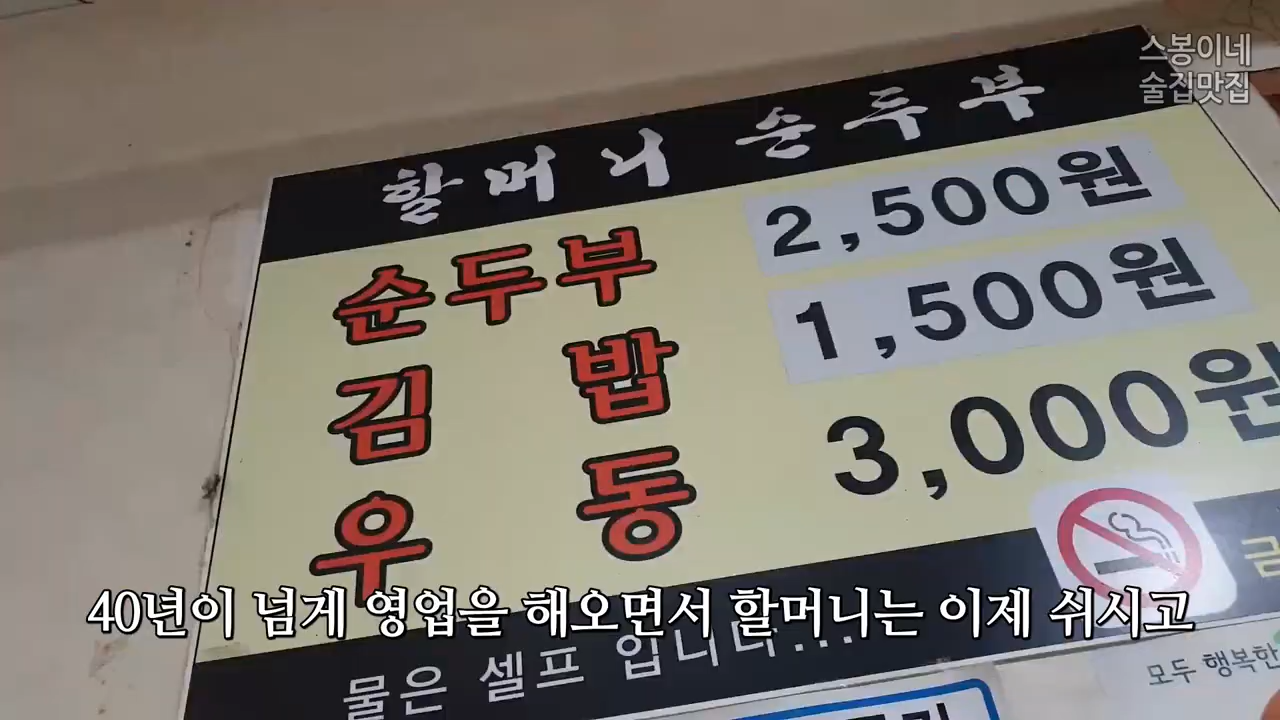 스봉이네
술집맛집
할머니 순두부
순두부 2,500원
김밥 1,500원
우동 3,000원
물은 셀프 입니다...
모두 행복한
40년이 넘게 영업을 해오면서 할머니는 이제 쉬시고